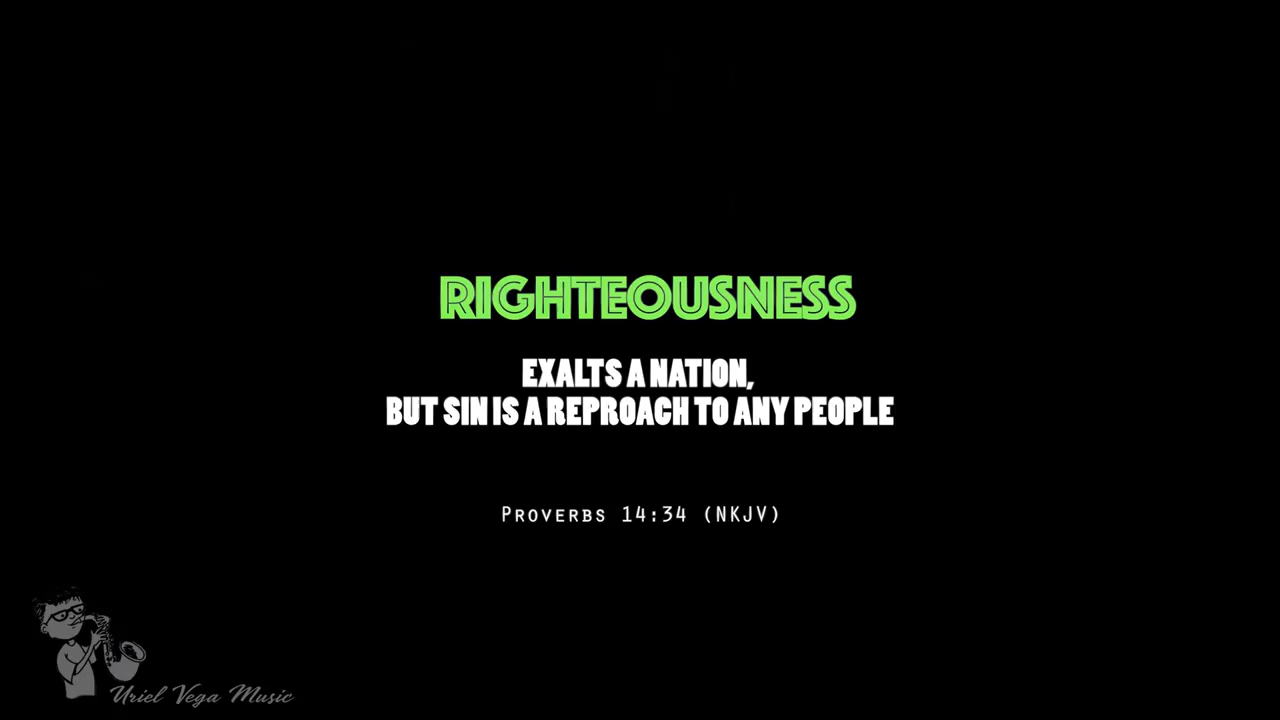 RIGHTEOUSNESS
EXALTS A NATION,
BUT SIN IS A REPROACH TO ANY PEOPLE
Proverbs 14:34 (NKJV)
Uriel Vega Music